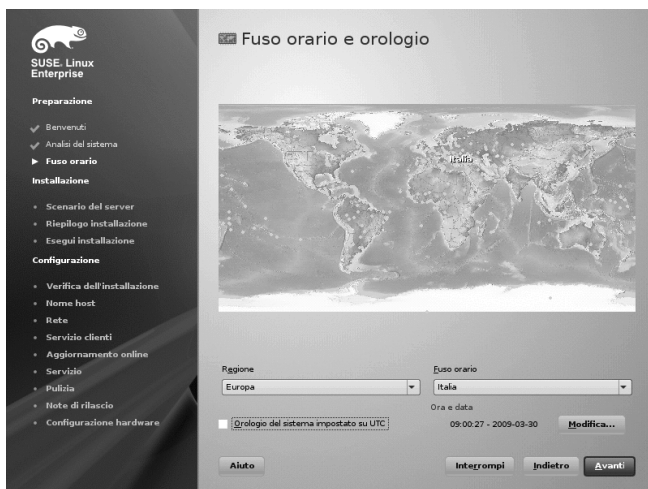 SUSE. Linux
Enterprise
Preparazione
Benvenuti
Analisi del sistema
Fuso orario
Installazione
Scenario del server
Riepilogo installazione
Esegui installazione
Configurazione
Verifica dell'installazione
Nome host
Rete
Servizio clienti
Aggiornamento online
Servizio
Pulizia
Note di rilascio
Configurazione hardware
Fuso orario e orologio
Italia
Regione
Fuso orario
Europa
Italia
Ora e data
Orologio del sistema impostato su UTC
09:00:27 - 2009-03-30
Modifica...
Aiuto
Interrompi
Indietro
Avanti